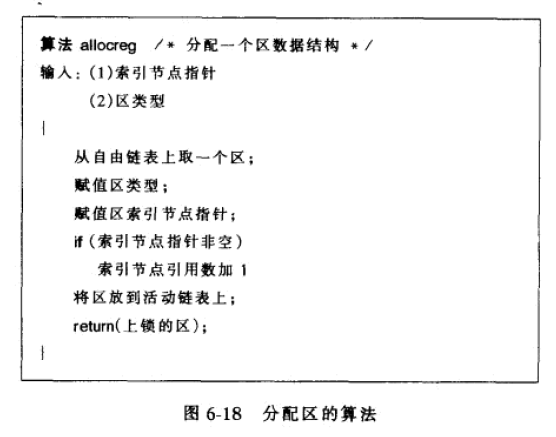 算法 allocreg /* 分配一个区数据结构 */
输入: (1)索引节点指针
(2)区类型
{
从自由链表上取一个区;
赋值区类型;
赋值区索引节点指针;
if (索引节点指针非空)
索引节点引用数加 1
将区放到活动链表上;
return(上锁的区);
}
图 6-18 分配区的算法